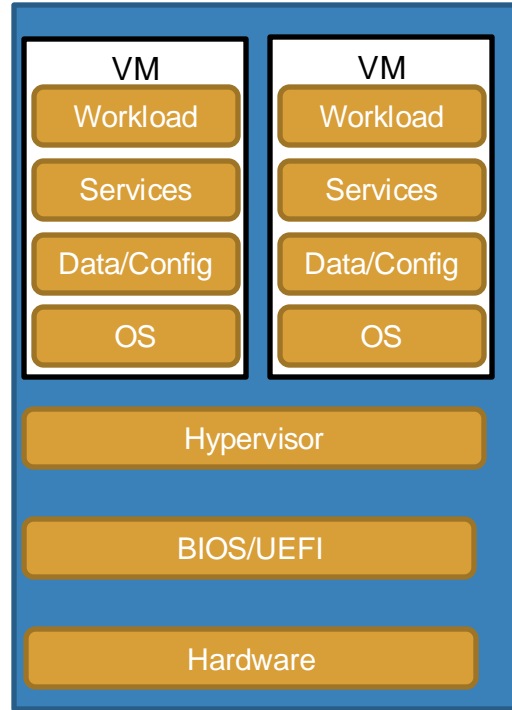 VM
Workload
Services
Data/Config
OS
VM
Workload
Services
Data/Config
OS
Hypervisor
BIOS/UEFI
Hardware